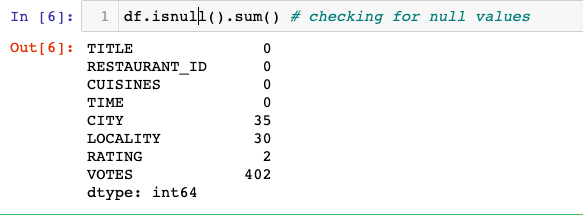 In [6]: 1 df.isnull().sum() # checking for null values
Out[6]: TITLE 0
RESTAURANT_ID 0
CUISINES 0
TIME 0
CITY 35
LOCALITY 30
RATING 2
VOTES 402
dtype: int64